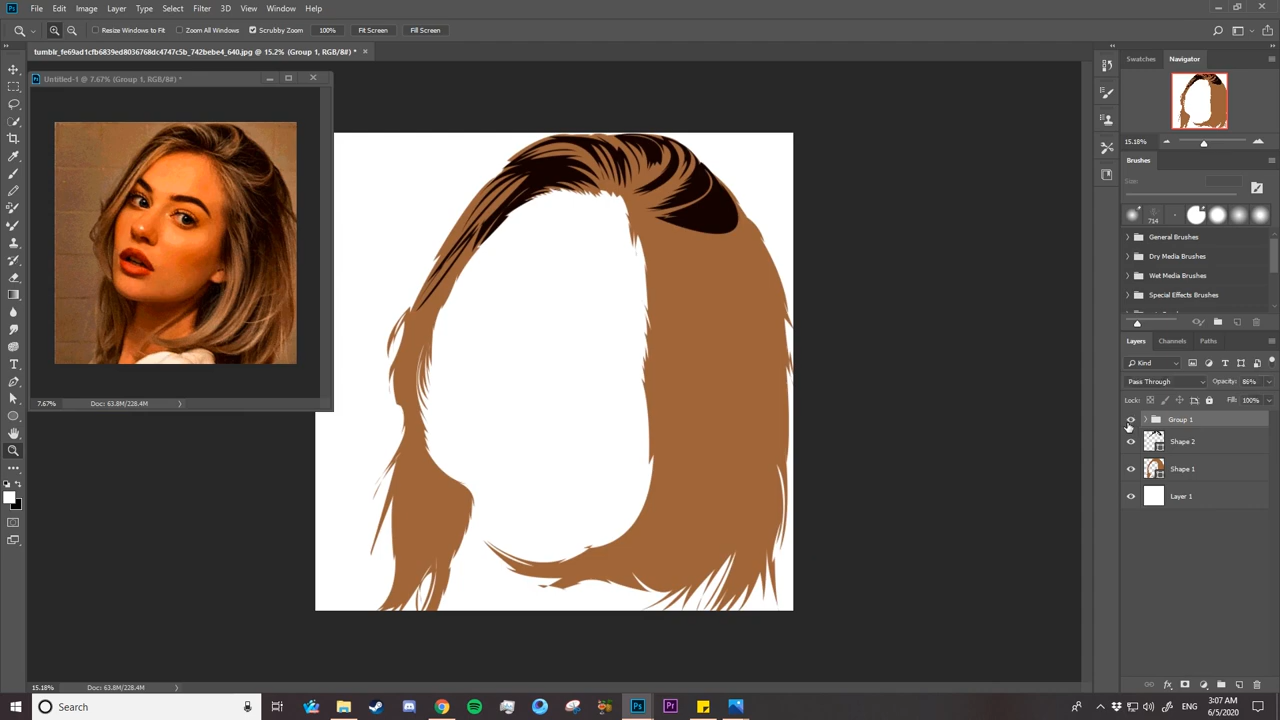 File Edit Image Layer Type Select Filter 3D View Window Help
Resize Windows to Fit Zoom All Windows Scrubby Zoom 100% Fit Screen Fill Screen
tumblr_fe69ad1cfb6839ed8036768dc4747c5b_742bebe4_640.jpg @ 15.2% (Group 1, RGB/8#) *
Untitled-1 @ 7.67% (Group 1, RGB/8#) *
7.67% Doc: 63.8M/228.4M
Swatches Navigator
15.18%
Brushes
Size:
714
General Brushes
Dry Media Brushes
Wet Media Brushes
Special Effects Brushes
Layers Channels Paths
Kind
Pass Through Opacity: 86%
Lock: Fill: 100%
Group 1
Shape 2
Shape 1
Layer 1
15.18% Doc: 63.8M/228.4M
Search
ENG
3:07 AM
6/5/2020